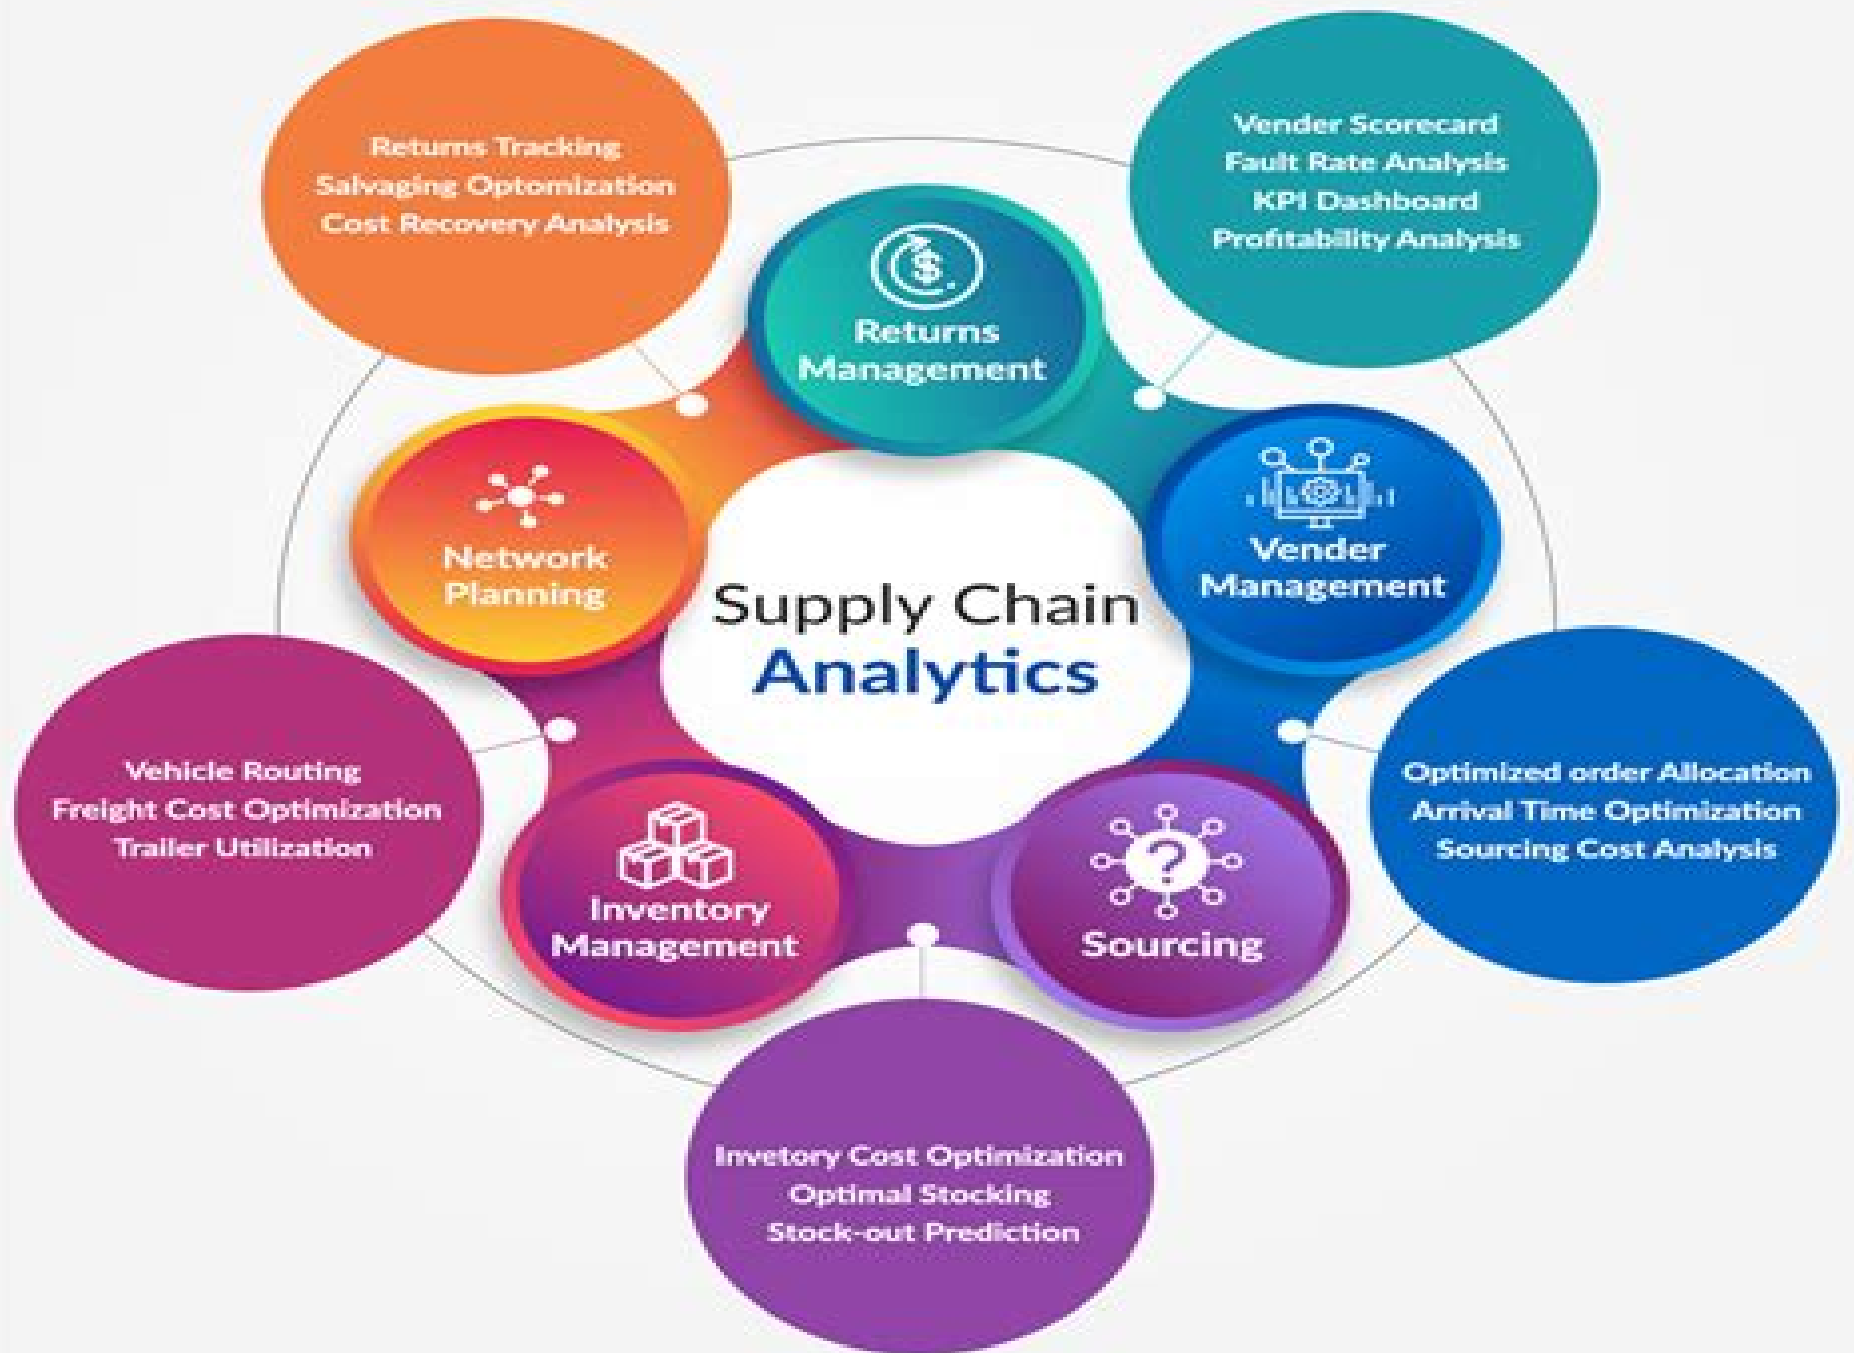 Returns Tracking
Salvaging Optomization
Cost Recovery Analysis
Vender Scorecard
Fault Rate Analysis
KPI Dashboard
Profitability Analysis
$
Returns
Management
Network
Planning
Vender
Management
Supply Chain
Analytics
Vehicle Routing
Freight Cost Optimization
Trailer Utilization
Optimized order Allocation
Arrival Time Optimization
Sourcing Cost Analysis
Inventory
Management
?
Sourcing
Invetory Cost Optimization
Optimal Stocking
Stock-out Prediction